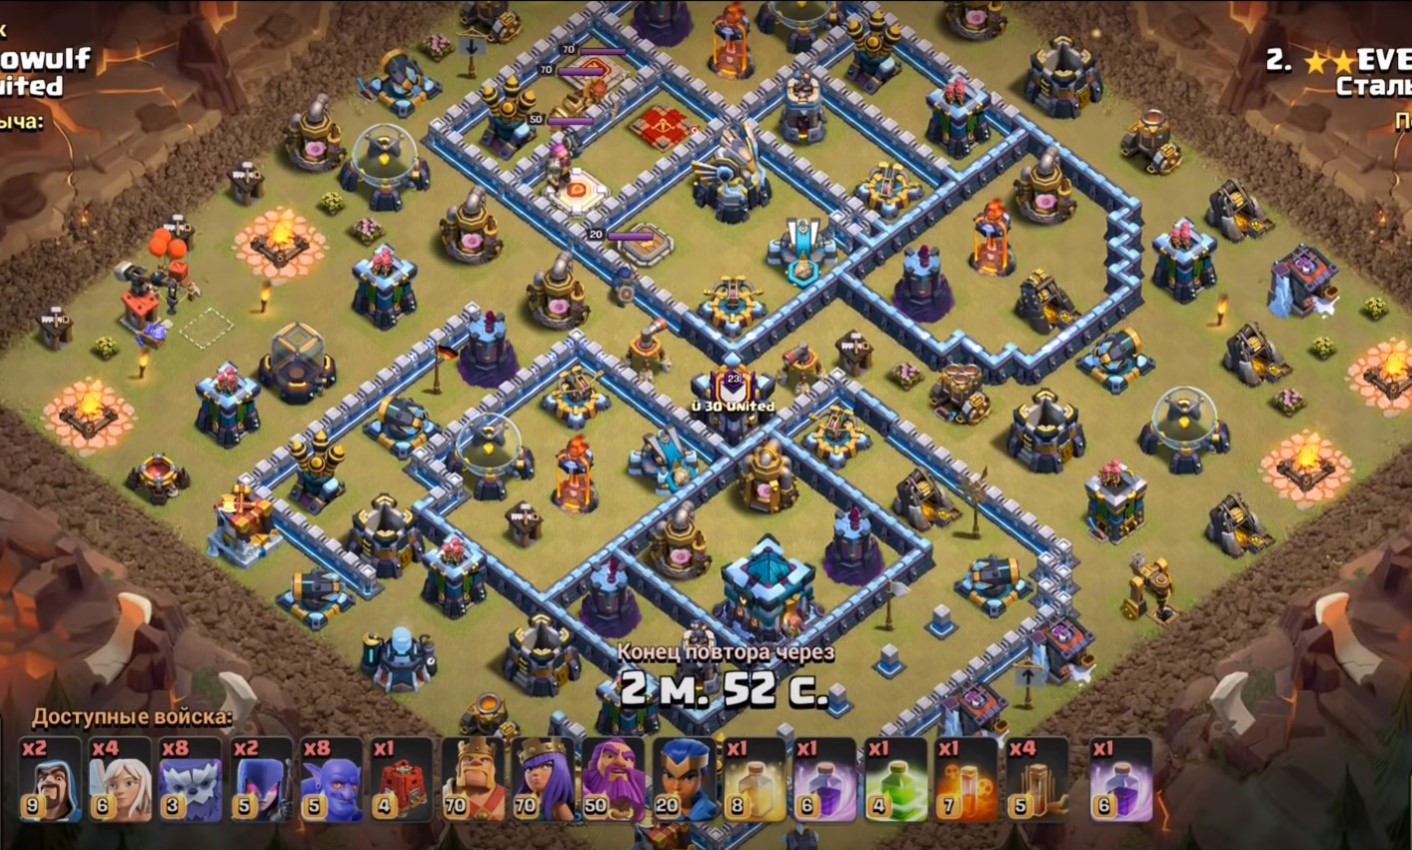 к
owulf
ited
ыча:
2. ★★EVE
Сталь
По
70
70
50
20
23
Ü 30 UNITED
Конец повтора через
2 м. 52 с.
Доступные войска:
x2 x4 x8 x2 x8 x1 x1 x1 x1 x1 x4 x1
9 6 3 5 5 4 70 70 50 20 8 6 4 7 5 6